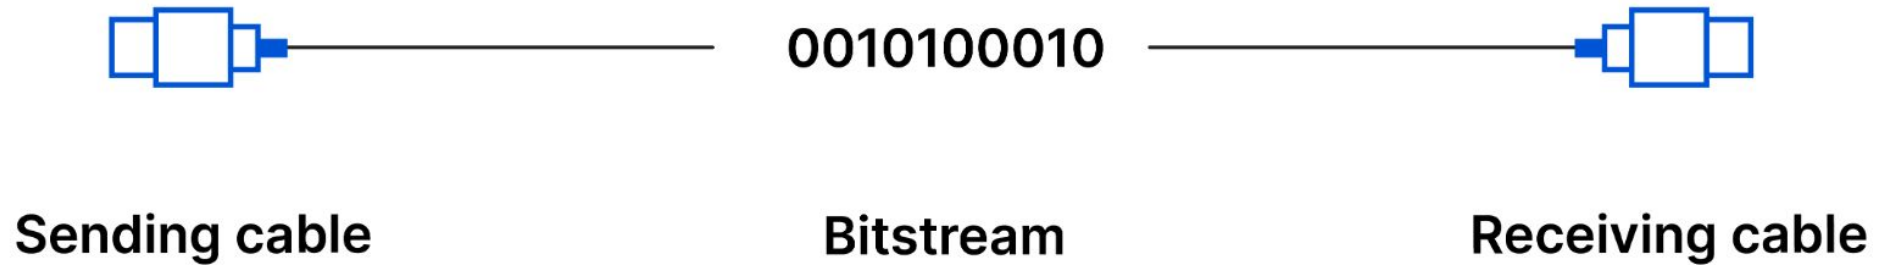 0010100010
Sending cable
Bitstream
Receiving cable